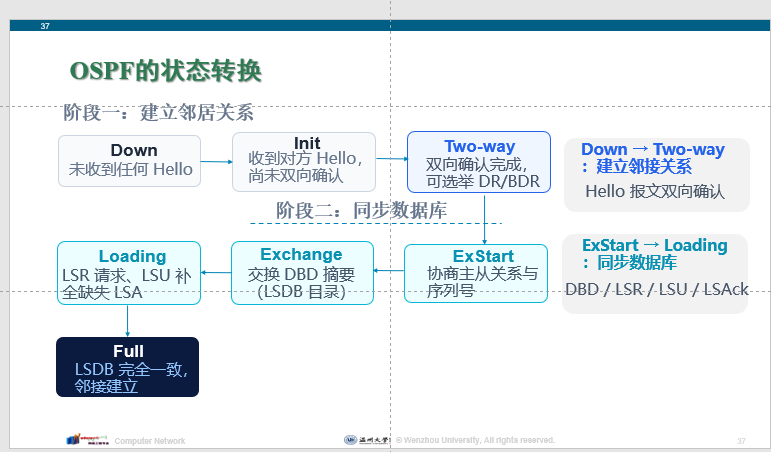 37
OSPF的状态转换
阶段一：建立邻居关系
Down
未收到任何 Hello
Init
收到对方 Hello，
尚未双向确认
Two-way
双向确认完成，
可选举 DR/BDR
Down → Two-way
：建立邻接关系
Hello 报文双向确认
阶段二：同步数据库
Loading
LSR 请求、LSU 补
全缺失 LSA
Exchange
交换 DBD 摘要
（LSDB 目录）
ExStart
协商主从关系与
序列号
ExStart → Loading
：同步数据库
DBD / LSR / LSU / LSAck
Full
LSDB 完全一致，
邻接建立
Computer Network
温州大学
© Wenzhou University, All rights reserved.
37